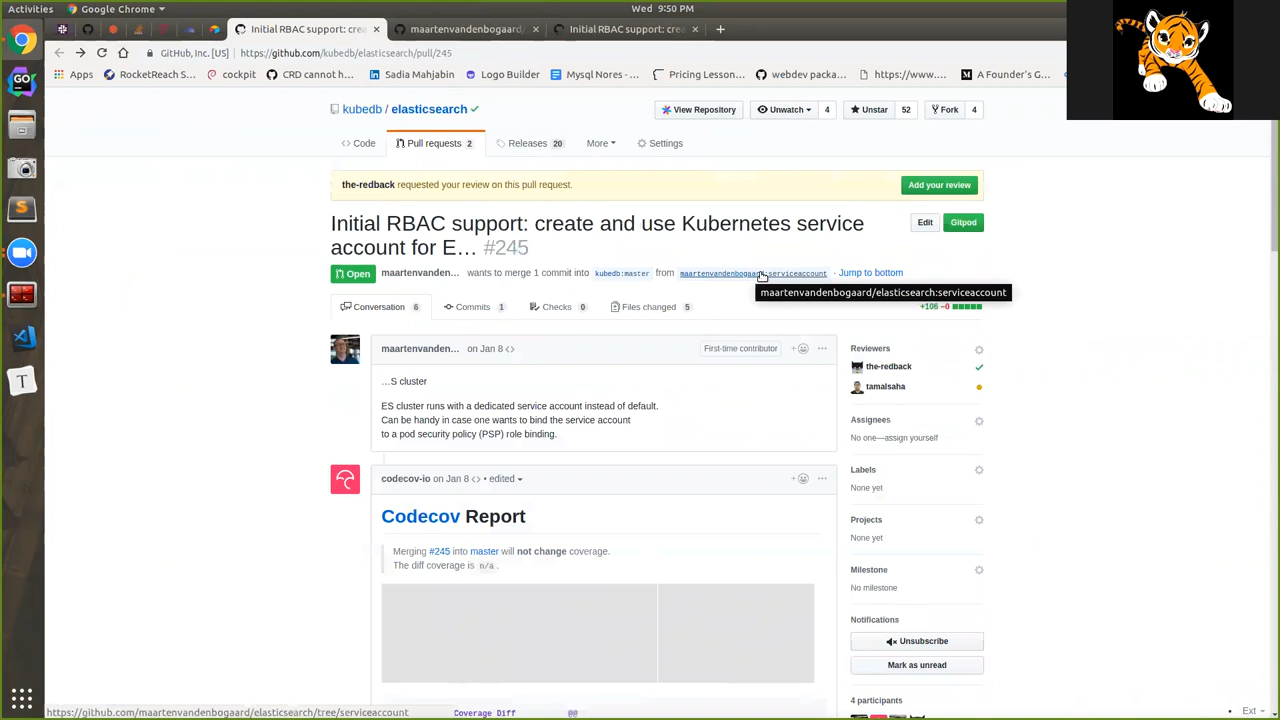 Activities
Google Chrome
Wed 9:50 PM
Initial RBAC support: cre
maartenvandenbogaard/
Initial RBAC support: cre
GitHub, Inc. [US]
https://github.com/kubedb/elasticsearch/pull/245
Apps
RocketReach SD...
cockpit
CRD cannot h...
Sadia Mahjabin
Logo Builder
Mysql Nores - ...
Pricing Lesson...
webdev packa...
https://www....
A Founder's G...
kubedb / elasticsearch
View Repository
Unwatch
4
Unstar
52
Fork
4
Code
Pull requests 2
Releases 20
More
Settings
the-redback requested your review on this pull request.
Add your review
Initial RBAC support: create and use Kubernetes service
account for E… #245
Edit
Gitpod
Open
maartenvanden… wants to merge 1 commit into kubedb:master from maartenvandenbogaard:serviceaccount · Jump to bottom
maartenvandenbogaard/elasticsearch:serviceaccount
Conversation 6
Commits 1
Checks 0
Files changed 5
+106 −0
maartenvanden… on Jan 8
First-time contributor
…S cluster
ES cluster runs with a dedicated service account instead of default.
Can be handy in case one wants to bind the service account
to a pod security policy (PSP) role binding.
codecov-io on Jan 8 • edited
Codecov Report
Merging #245 into master will not change coverage.
The diff coverage is n/a.
Coverage Diff @@
Reviewers
the-redback
tamalsaha
Assignees
No one—assign yourself
Labels
None yet
Projects
None yet
Milestone
No milestone
Notifications
Unsubscribe
Mark as unread
4 participants
https://github.com/maartenvandenbogaard/elasticsearch/tree/serviceaccount
Ext
GO
S
T